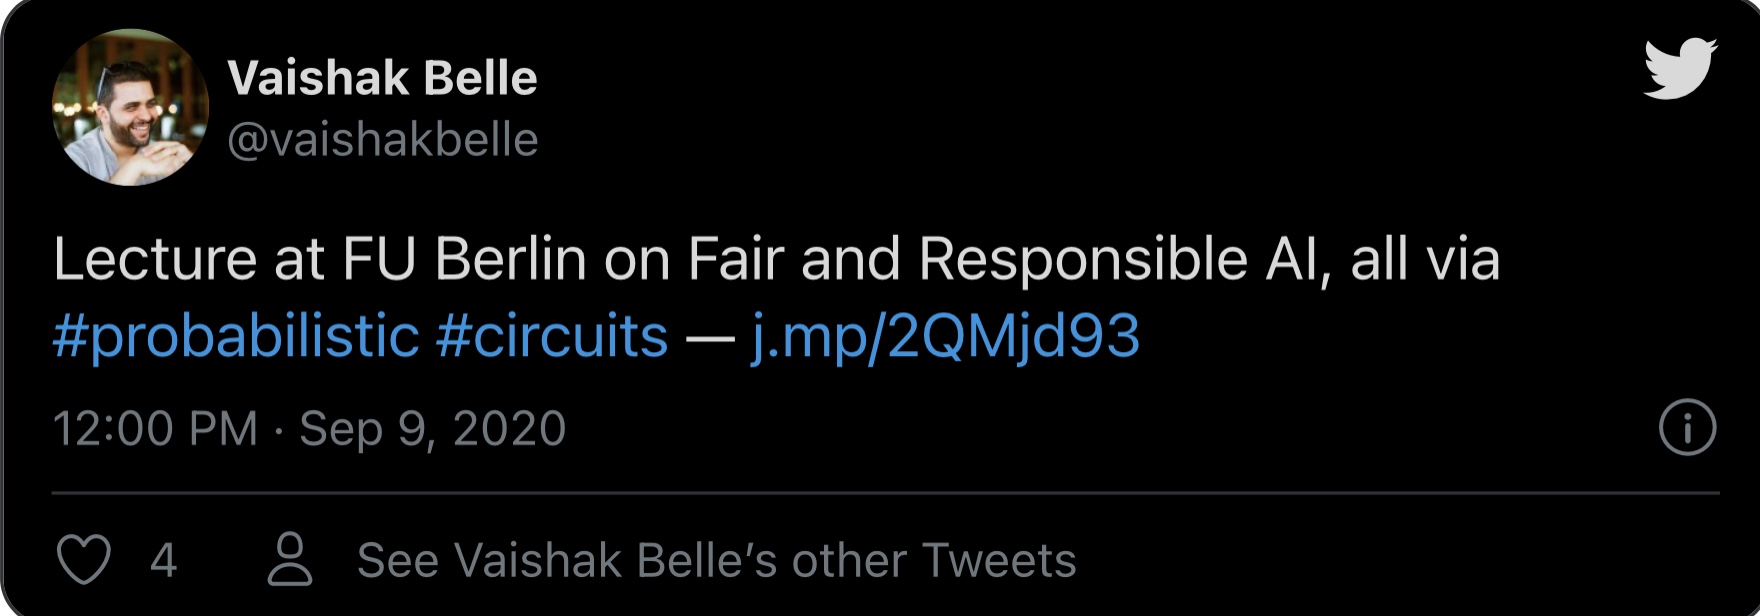 Vaishak Belle
@vaishakbelle
Lecture at FU Berlin on Fair and Responsible AI, all via
#probabilistic #circuits — j.mp/2QMjd93
12:00 PM · Sep 9, 2020
4 See Vaishak Belle’s other Tweets